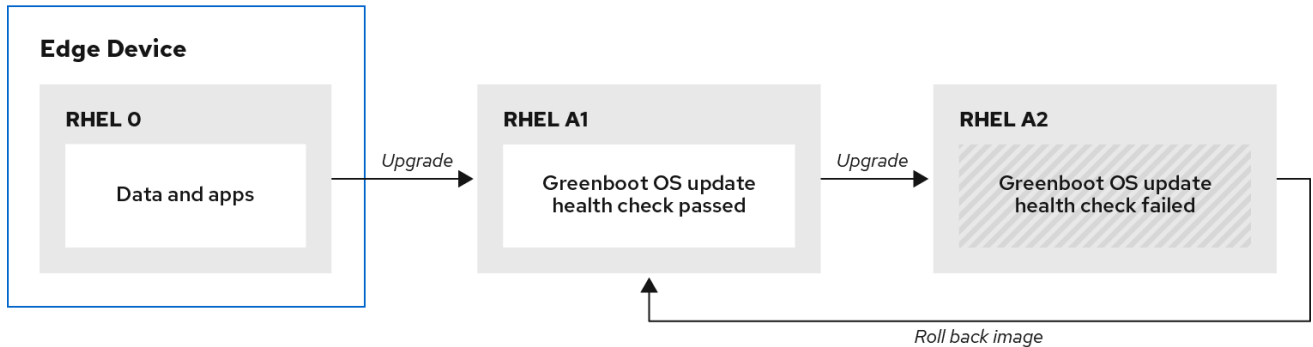 Edge Device
RHEL 0
Data and apps
Upgrade
RHEL A1
Greenboot OS update
health check passed
Upgrade
RHEL A2
Greenboot OS update
health check failed
Roll back image